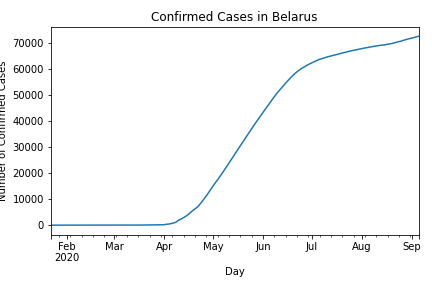 Confirmed Cases in Belarus
Number of Confirmed Cases
70000
60000
50000
40000
30000
20000
10000
0
Feb Mar Apr May Jun Jul Aug Sep
2020
Day